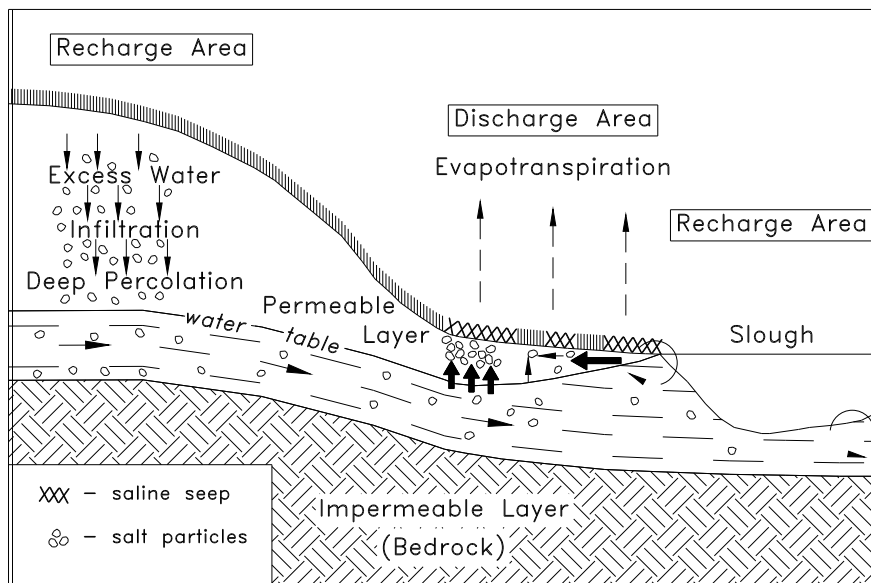 Recharge Area
Discharge Area
Evapotranspiration
Excess Water
Recharge Area
Infiltration
Deep Percolation
Permeable
Layer
water table
Slough
saline seep
salt particles
Impermeable Layer
(Bedrock)